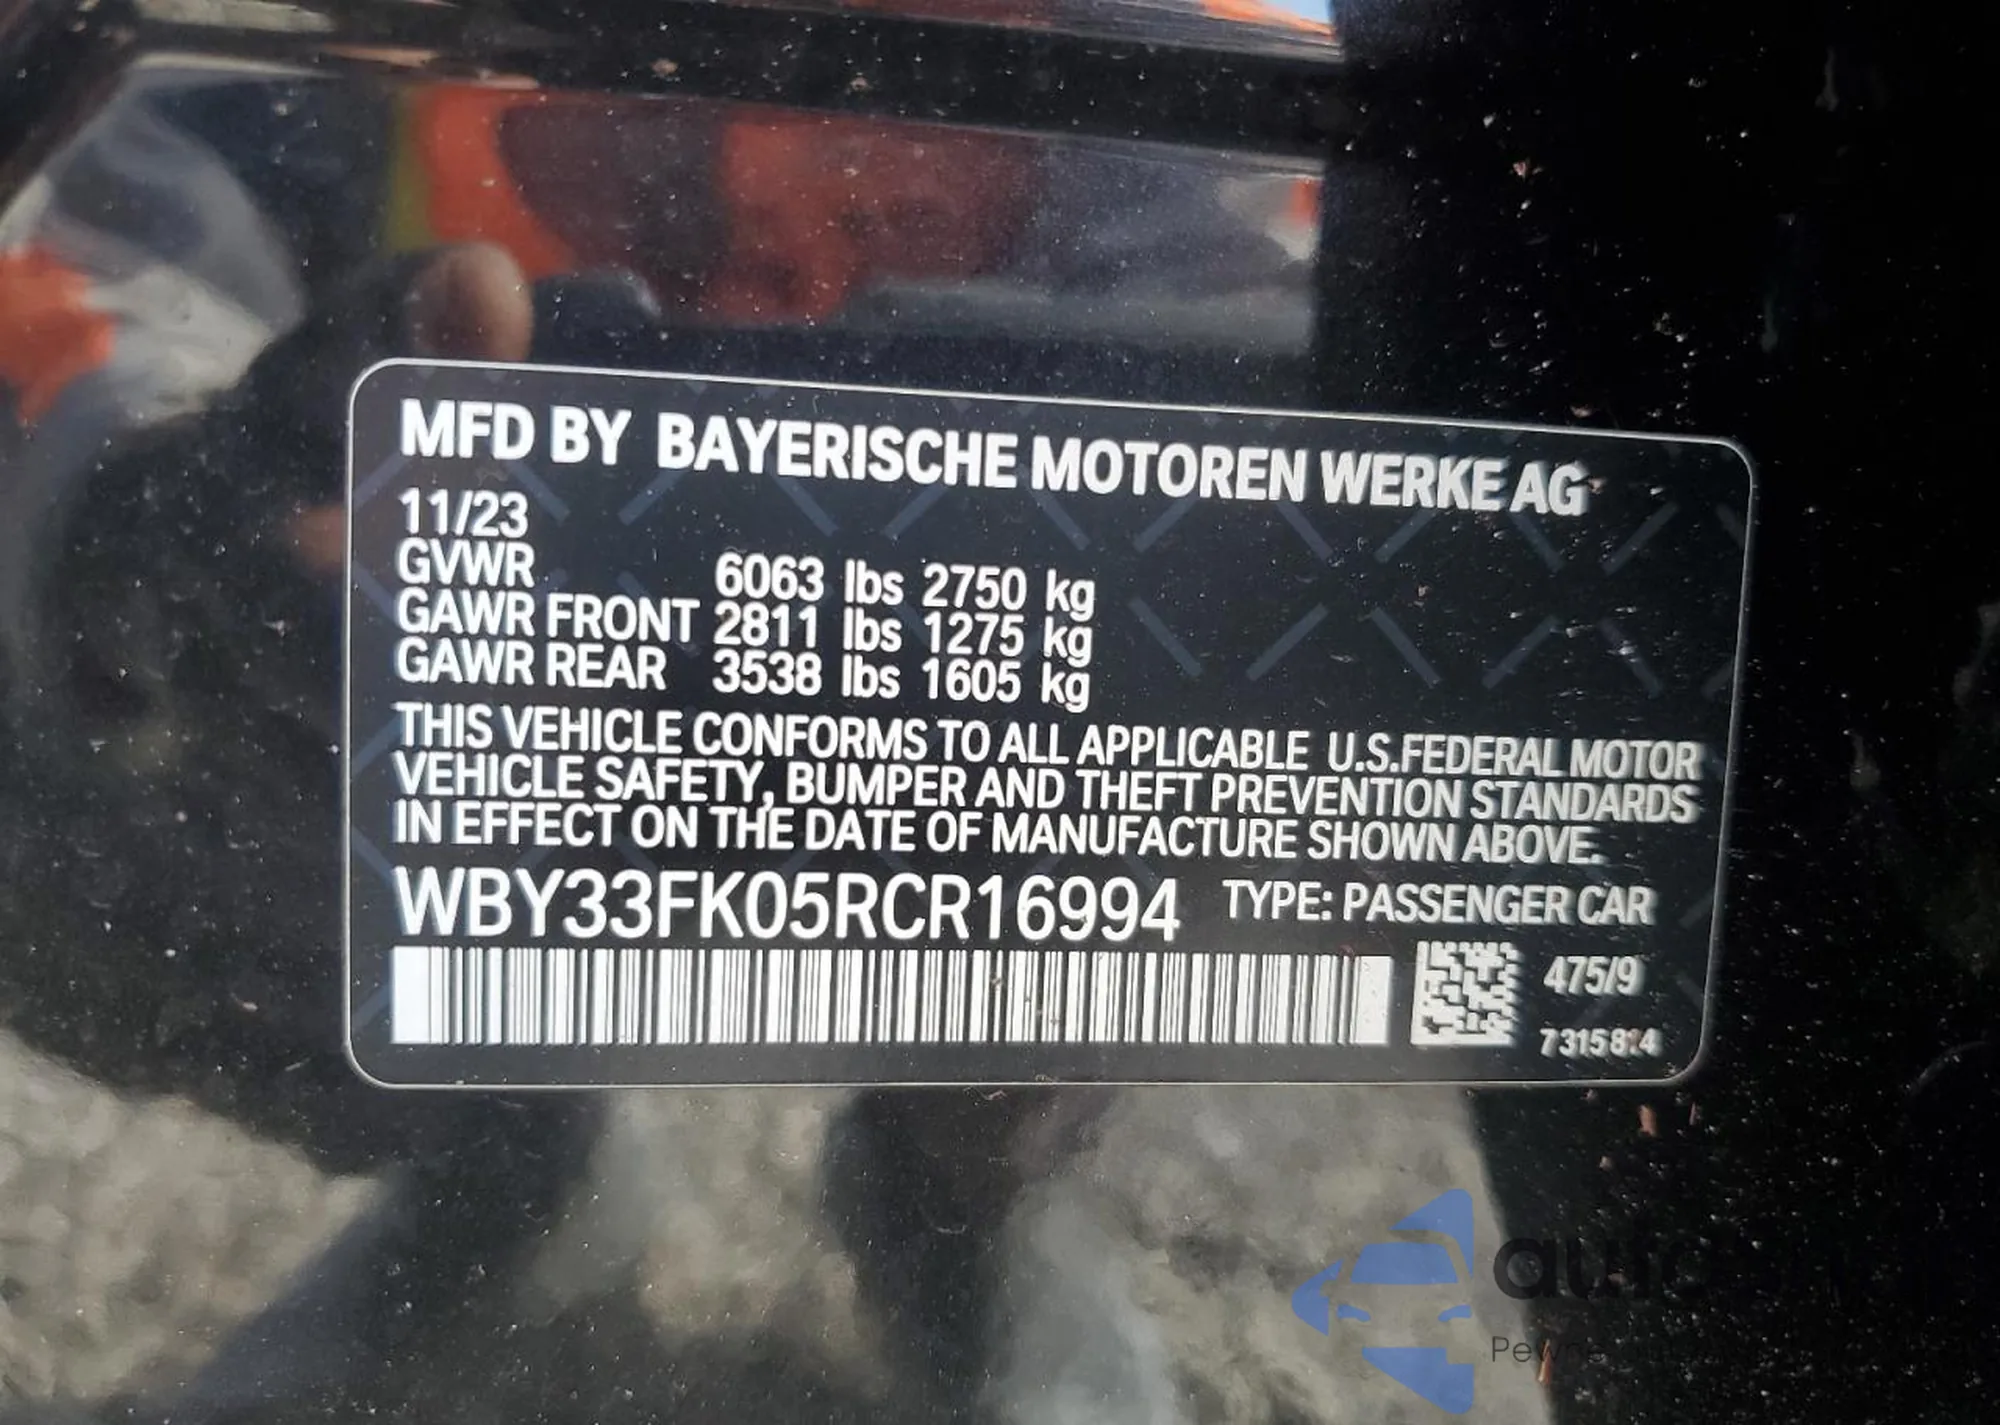 MFD BY BAYERISCHE MOTOREN WERKE AG
11/23
GVWR 6063 lbs 2750 kg
GAWR FRONT 2811 lbs 1275 kg
GAWR REAR 3538 lbs 1605 kg
THIS VEHICLE CONFORMS TO ALL APPLICABLE U.S.FEDERAL MOTOR
VEHICLE SAFETY, BUMPER AND THEFT PREVENTION STANDARDS
IN EFFECT ON THE DATE OF MANUFACTURE SHOWN ABOVE.
WBY33FK05RCR16994 TYPE: PASSENGER CAR
475/9